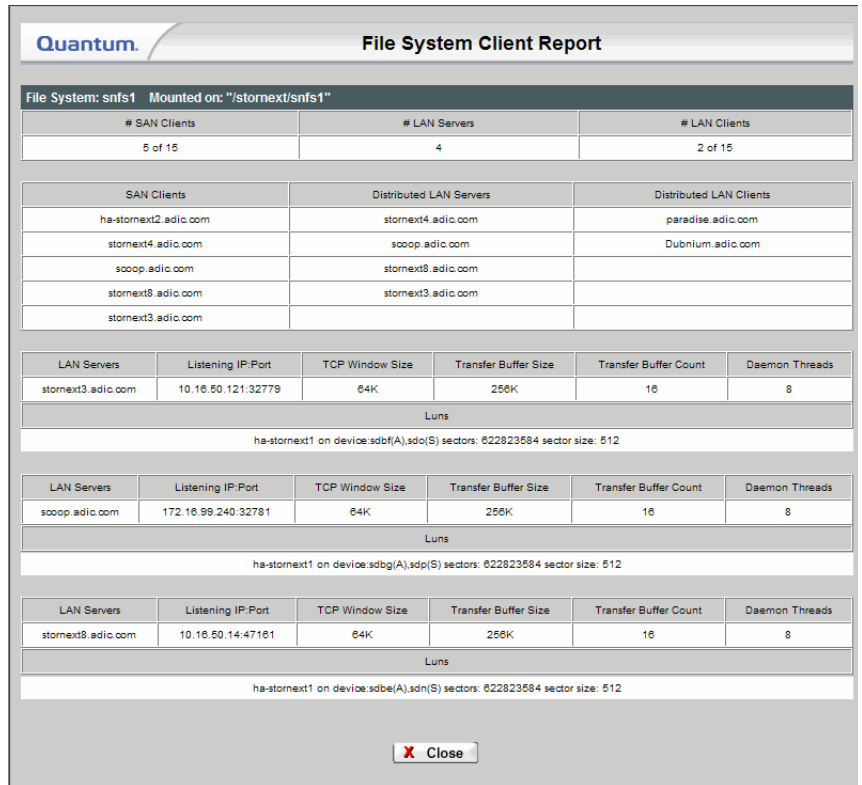 Quantum. File System Client Report
File System: snfs1 Mounted on: "/stornext/snfs1"
# SAN Clients # LAN Servers # LAN Clients
5 of 15 4 2 of 15
SAN Clients Distributed LAN Servers Distributed LAN Clients
ha-stornext2.adic.com stornext4.adic.com paradise.adic.com
stornext4.adic.com scoop.adic.com Dubnium.adic.com
scoop.adic.com stornext8.adic.com
stornext8.adic.com stornext3.adic.com
stornext3.adic.com
LAN Servers Listening IP:Port TCP Window Size Transfer Buffer Size Transfer Buffer Count Daemon Threads
stornext3.adic.com 10.16.50.121:32779 64K 256K 16 8
Luns
ha-stornext1 on device:sdbf(A),sdo(S) sectors: 622823584 sector size: 512
LAN Servers Listening IP:Port TCP Window Size Transfer Buffer Size Transfer Buffer Count Daemon Threads
scoop.adic.com 172.16.99.240:32781 64K 256K 16 8
Luns
ha-stornext1 on device:sdbg(A),sdp(S) sectors: 622823584 sector size: 512
LAN Servers Listening IP:Port TCP Window Size Transfer Buffer Size Transfer Buffer Count Daemon Threads
stornext8.adic.com 10.16.50.14:47161 64K 256K 16 8
Luns
ha-stornext1 on device:sdbe(A),sdn(S) sectors: 622823584 sector size: 512
X Close